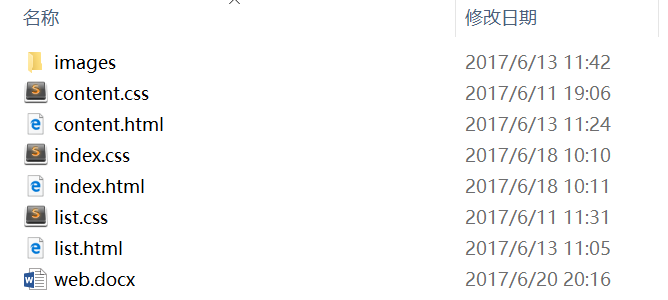 名称 修改日期
images 2017/6/13 11:42
content.css 2017/6/11 19:06
content.html 2017/6/13 11:24
index.css 2017/6/18 10:10
index.html 2017/6/18 10:11
list.css 2017/6/11 11:31
list.html 2017/6/13 11:05
web.docx 2017/6/20 20:16